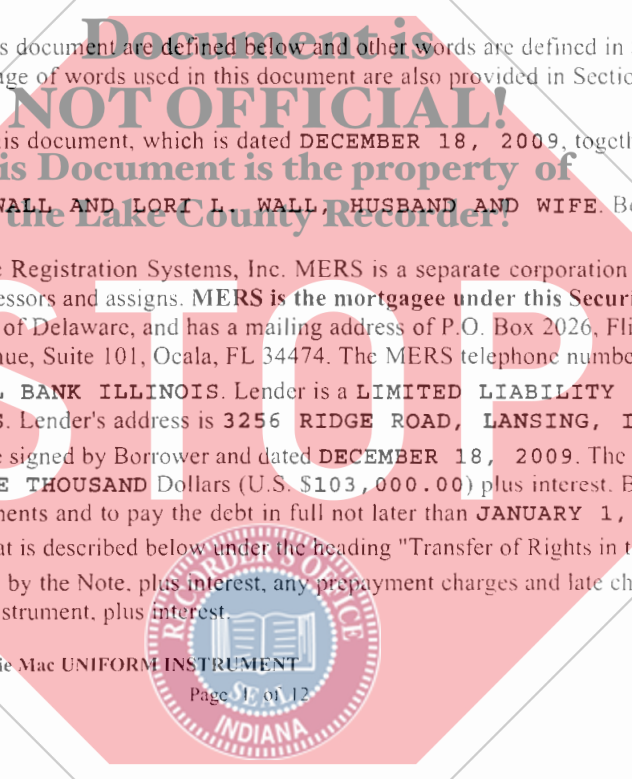 Document is
s document are defined below and other words are defined in
age of words used in this document are also provided in Sectio
NOT OFFICIAL!
is document, which is dated DECEMBER 18, 2009, togeth
is Document is the property of
WALL AND LORI L. WALL, HUSBAND AND WIFE. Bo
the Lake County Recorder!
c Registration Systems, Inc. MERS is a separate corporation
essors and assigns. MERS is the mortgagee under this Securi
of Delaware, and has a mailing address of P.O. Box 2026, Fli
nue, Suite 101, Ocala, FL 34474. The MERS telephone number
STOP
L BANK ILLINOIS. Lender is a LIMITED LIABILITY
S. Lender's address is 3256 RIDGE ROAD, LANSING, I
e signed by Borrower and dated DECEMBER 18, 2009. The
E THOUSAND Dollars (U.S. $103,000.00) plus interest. B
ments and to pay the debt in full not later than JANUARY 1,
at is described below under the heading "Transfer of Rights in t
by the Note, plus interest, any prepayment charges and late ch
strument, plus interest.
ie Mac UNIFORM INSTRUMENT
Page 1 of 12
RECORDER'S OFFICE
SEAL
INDIANA